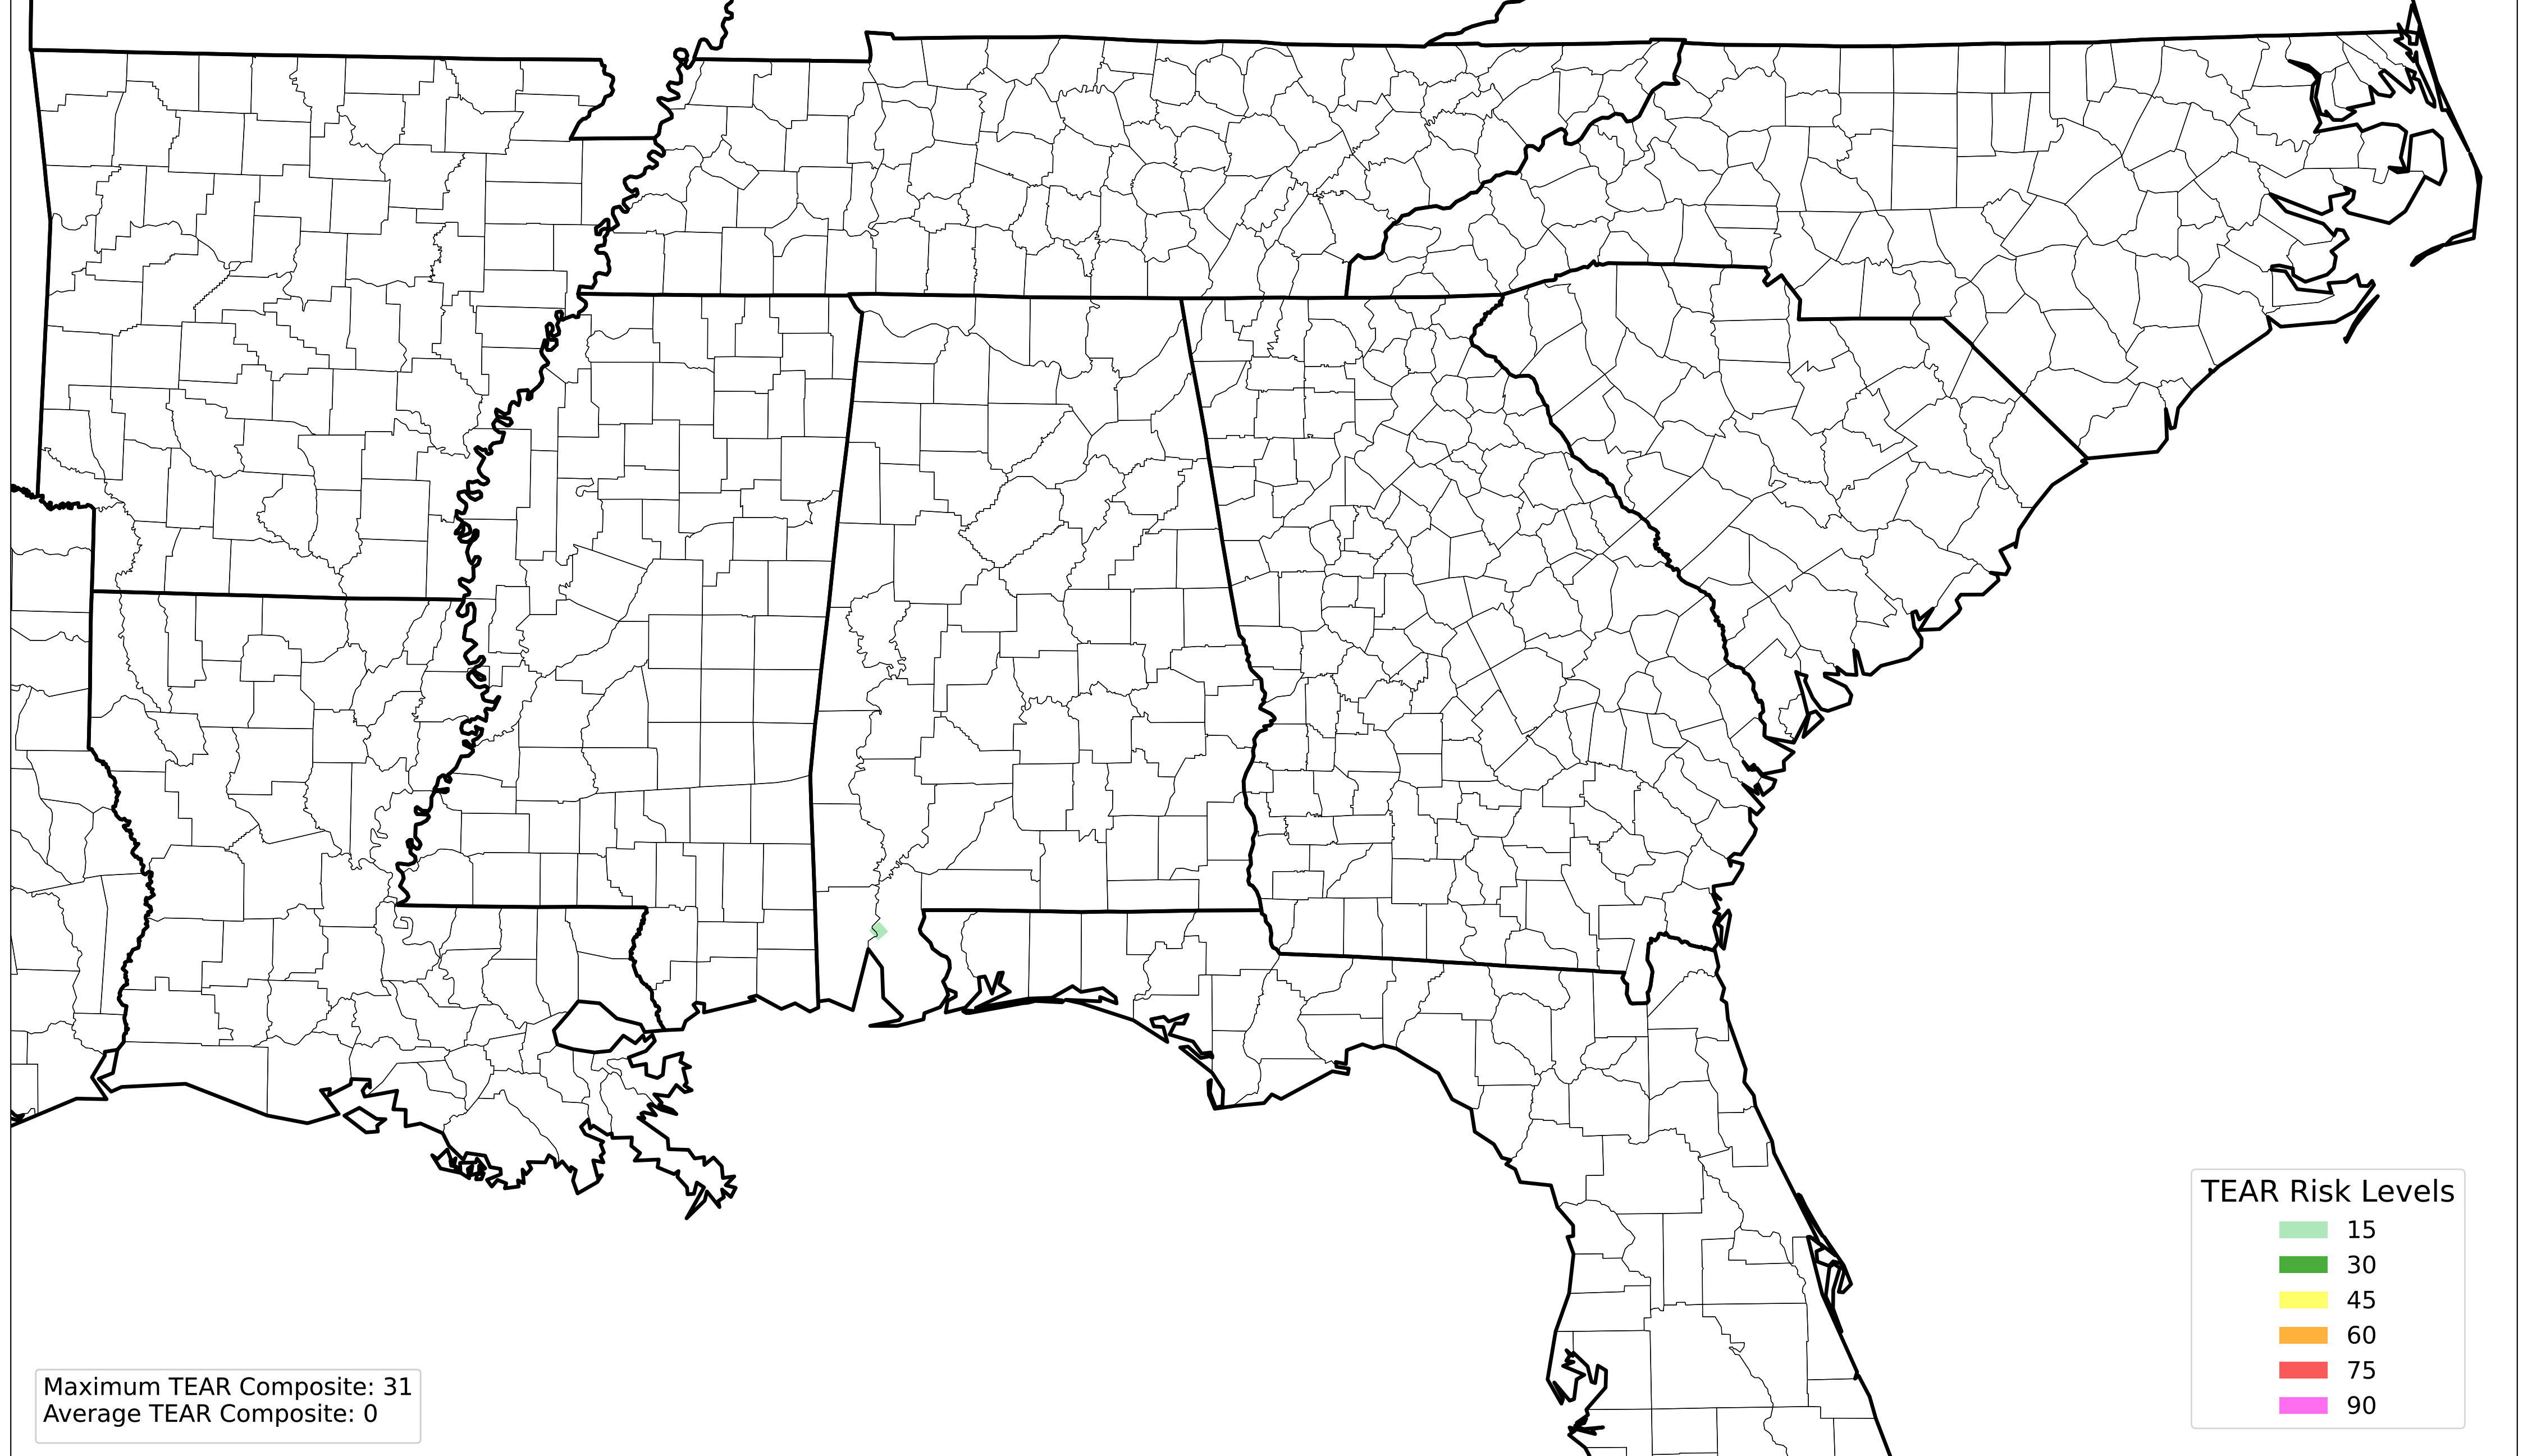 TEAR Risk Levels
15
30
45
60
75
90
Maximum TEAR Composite: 31
Average TEAR Composite: 0